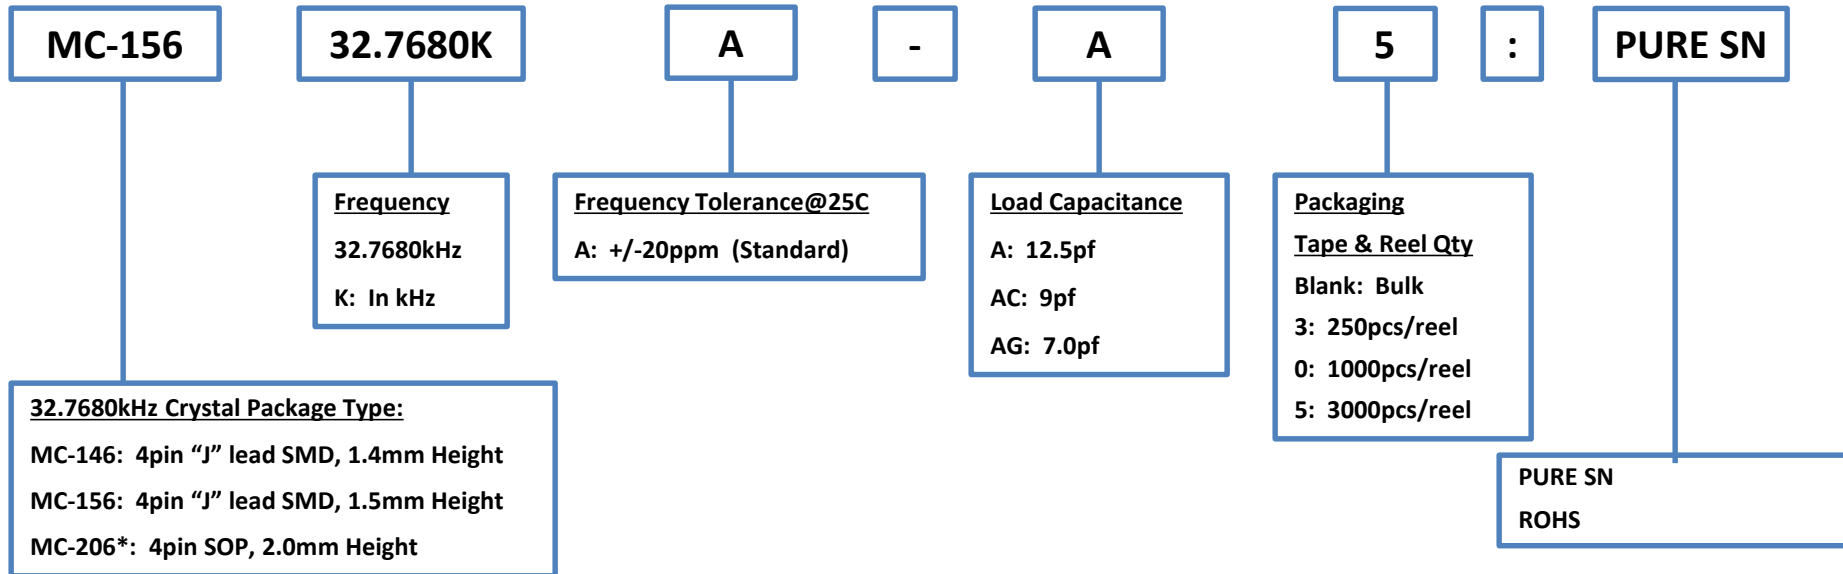 MC-156 32.7680K A - A 5 : PURE SN
Frequency
32.7680kHz
K: In kHz
Frequency Tolerance@25C
A: +/-20ppm (Standard)
Load Capacitance
A: 12.5pf
AC: 9pf
AG: 7.0pf
Packaging
Tape & Reel Qty
Blank: Bulk
3: 250pcs/reel
0: 1000pcs/reel
5: 3000pcs/reel
32.7680kHz Crystal Package Type:
MC-146: 4pin “J” lead SMD, 1.4mm Height
MC-156: 4pin “J” lead SMD, 1.5mm Height
MC-206*: 4pin SOP, 2.0mm Height
PURE SN
ROHS